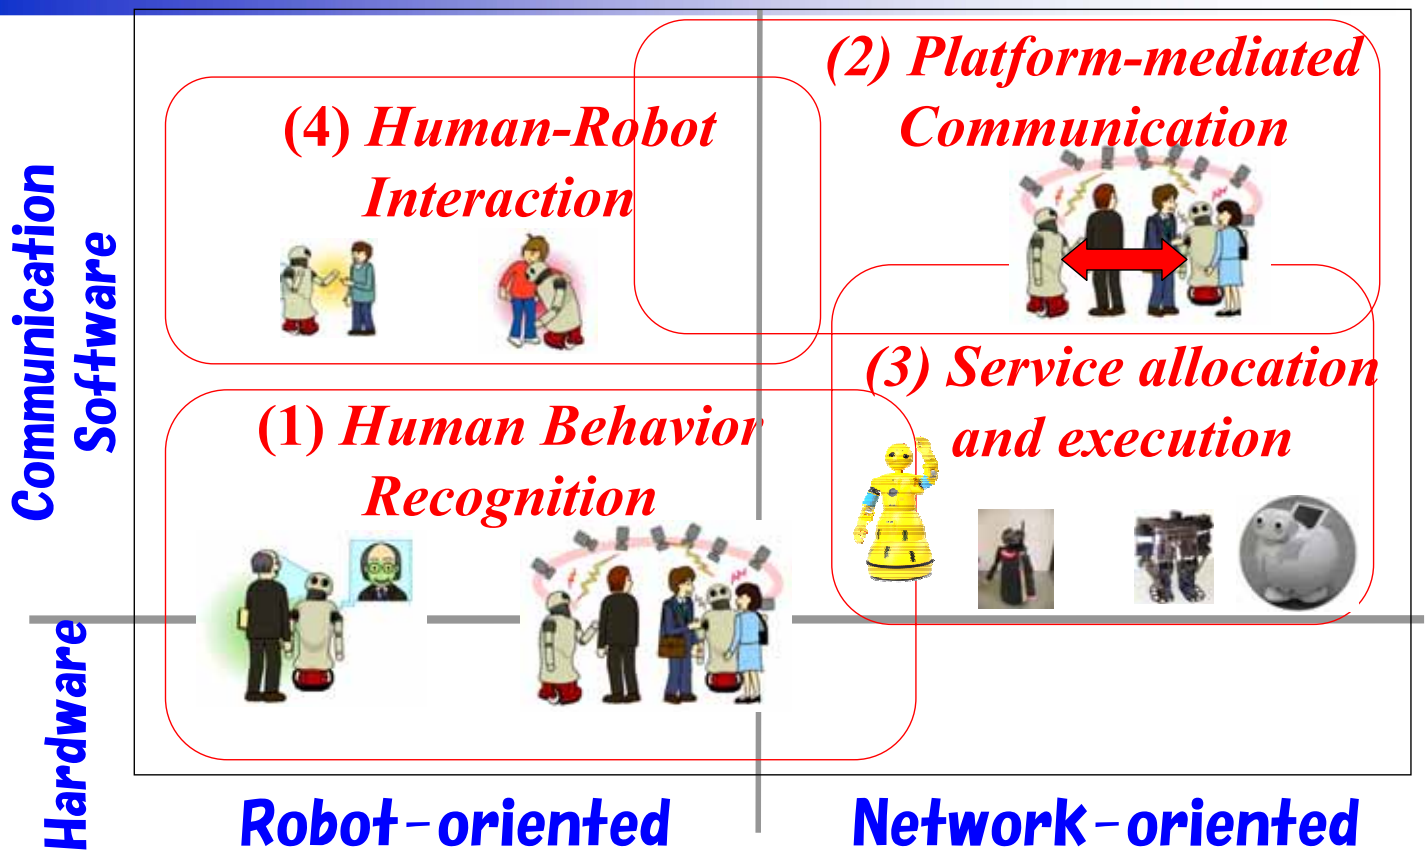 (2) Platform-mediated
Communication
(4) Human-Robot
Interaction
(3) Service allocation
and execution
(1) Human Behavior
Recognition
Communication
Software
Hardware
Robot-oriented
Network-oriented